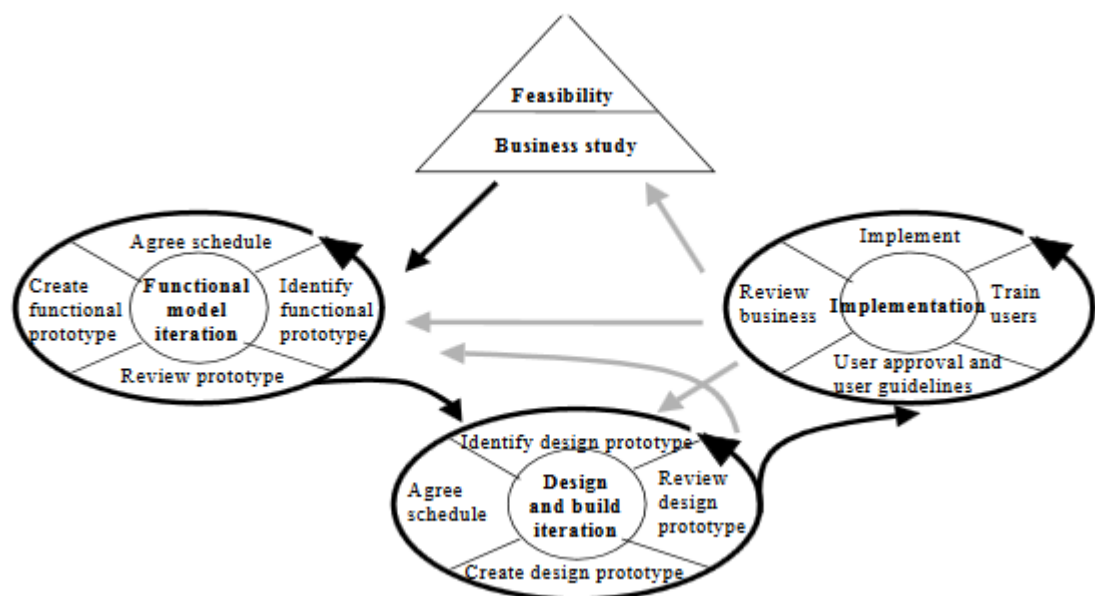 Feasibility
Business study
Agree schedule
Create
functional
prototype
Functional
model
iteration
Identify
functional
prototype
Review prototype
Implement
Review
business
Implementation
Train
users
User approval and
user guidelines
Identify design prototype
Agree
schedule
Design
and build
iteration
Review
design
prototype
Create design prototype